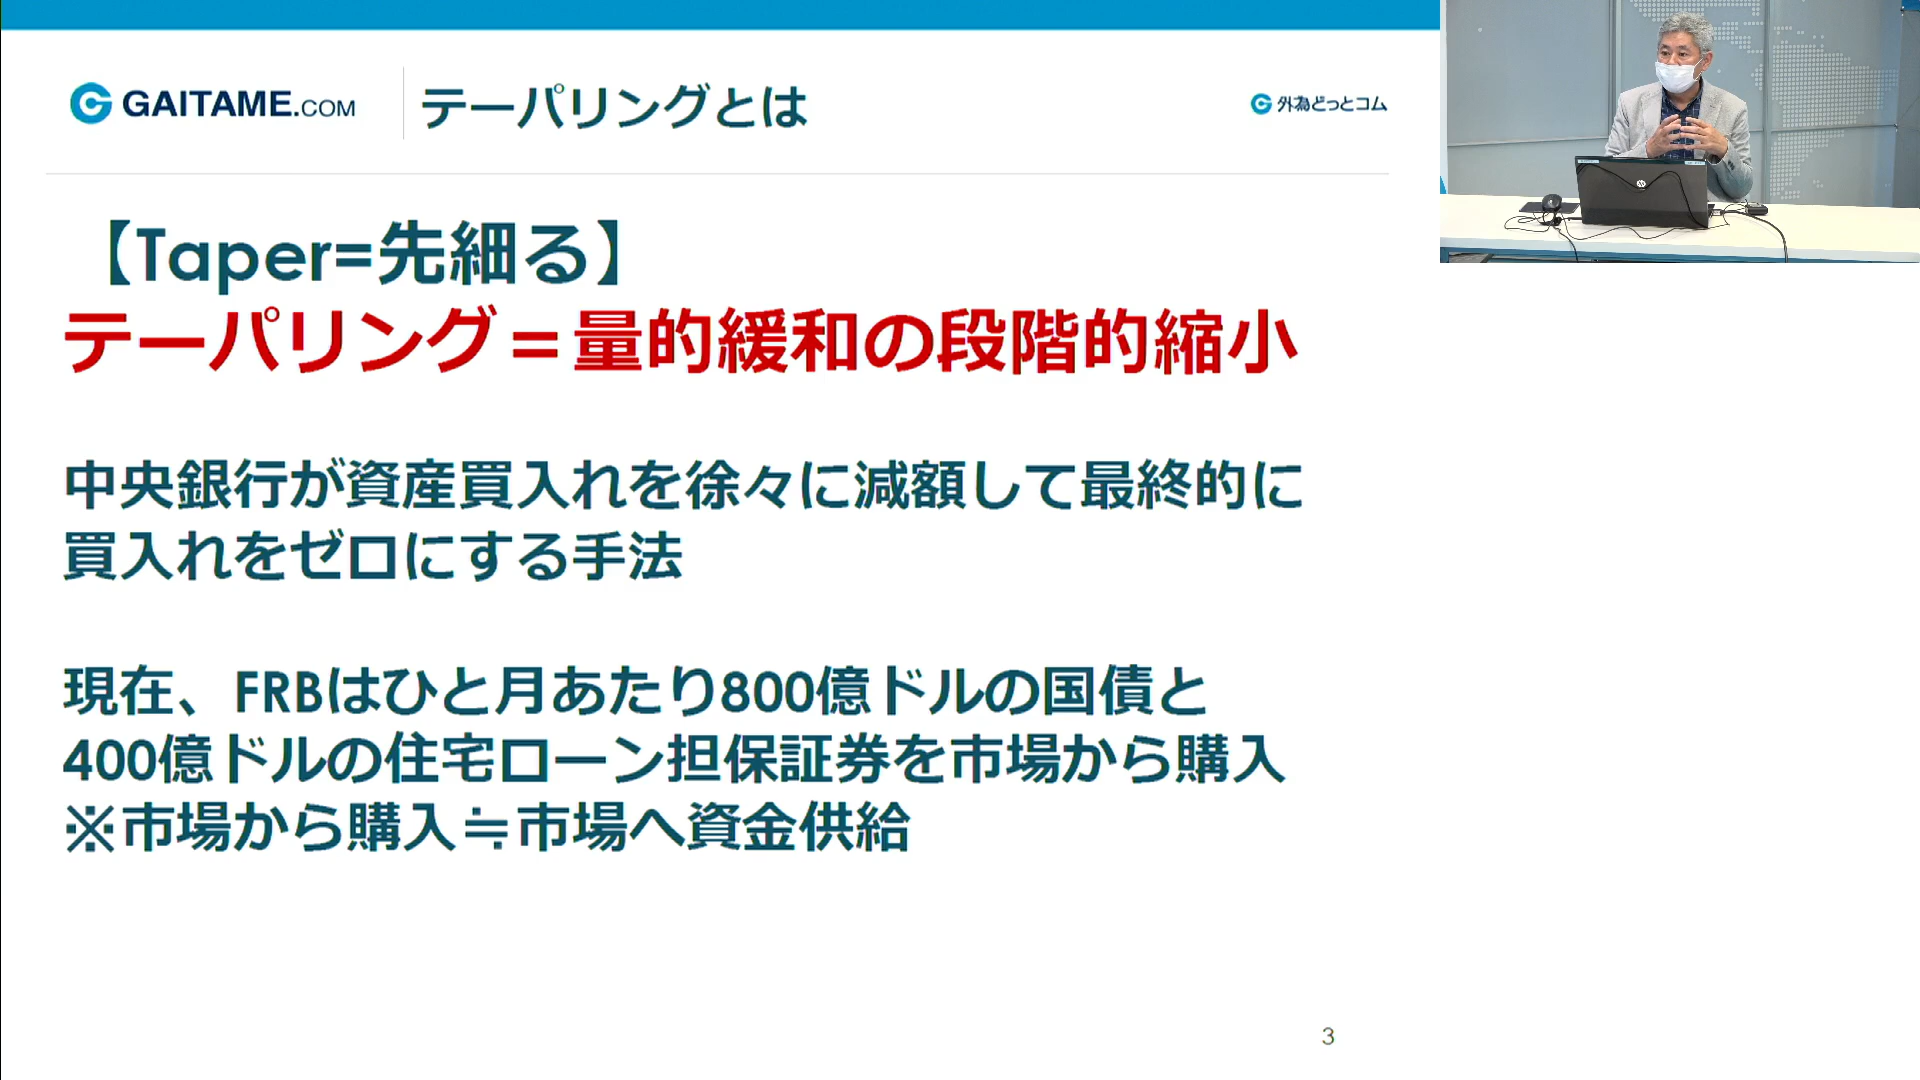 GAITAME.COM
テーパリングとは
外為どっとコム
【Taper=先細る】
テーパリング＝量的緩和の段階的縮小
中央銀行が資産買入れを徐々に減額して最終的に
買入れをゼロにする手法
現在、FRBはひと月あたり800億ドルの国債と
400億ドルの住宅ローン担保証券を市場から購入
※市場から購入≒市場へ資金供給
3